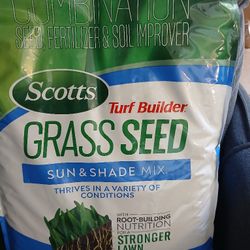 COMBINATION
SEED, FERTILIZER & SOIL IMPROVER
Scotts
Turf Builder
GRASS SEED
SUN & SHADE MIX
THRIVES IN A VARIETY OF
CONDITIONS
WITH
ROOT-BUILDING
NUTRITION
FOR A
STRONGER
LAWN